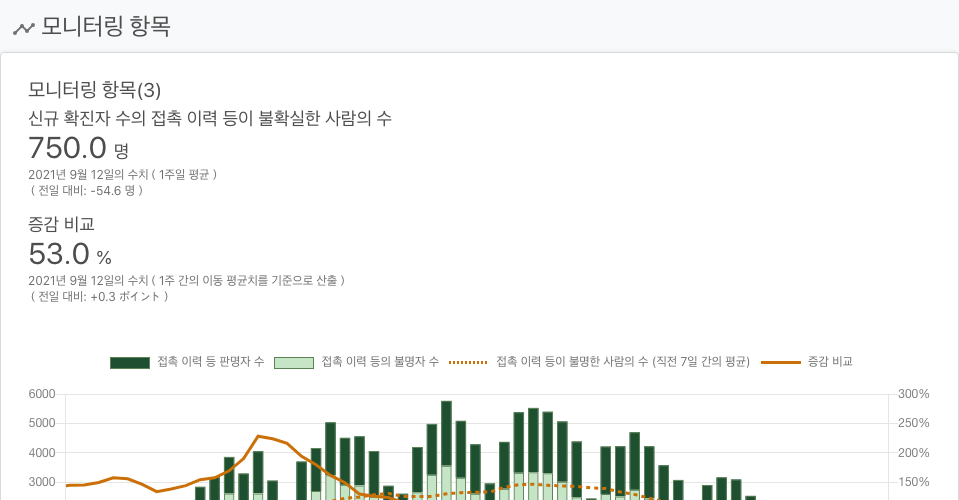 모니터링 항목
모니터링 항목(3)
신규 확진자 수의 접촉 이력 등이 불확실한 사람의 수
750.0 명
2021년 9월 12일의 수치 ( 1주일 평균 )
( 전일 대비: -54.6 명 )
증감 비교
53.0 %
2021년 9월 12일의 수치 ( 1주 간의 이동 평균치를 기준으로 산출 )
( 전일 대비: +0.3 ポイント )
접촉 이력 등 판명자 수 접촉 이력 등의 불명자 수 접촉 이력 등이 불명한 사람의 수 (직전 7일 간의 평균) 증감 비교
6000 300%
5000 250%
4000 200%
3000 150%